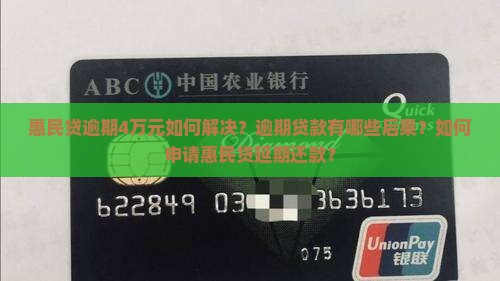 ABC 中国农业银行
Quick
惠民贷逾期4万元如何解决？逾期贷款有哪些后果？如何
申请惠民贷延期还款？
622849 03 3636173
075
UnionPay
银联